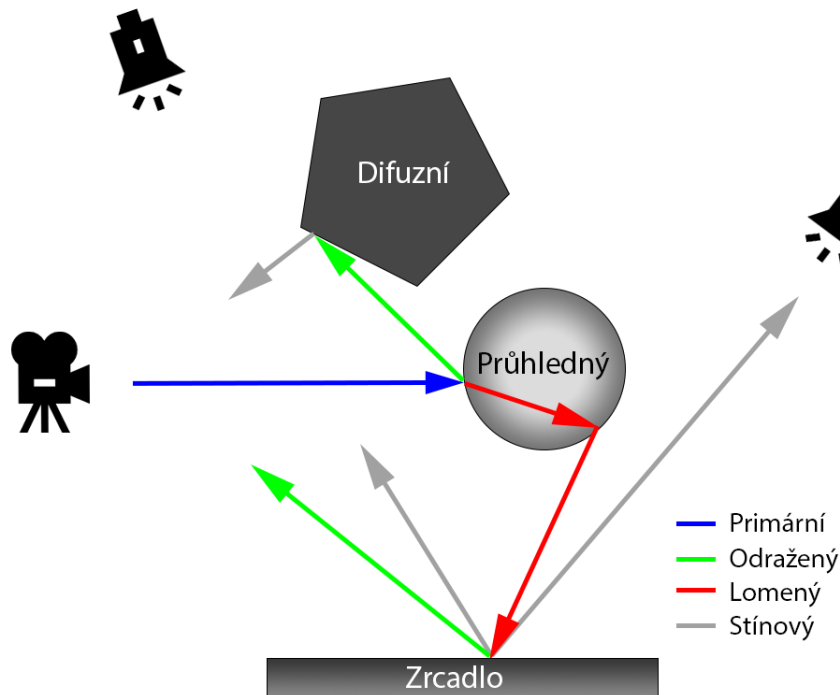 Difuzní
Průhledný
Primární
Odražený
Lomený
Stínový
Zrcadlo